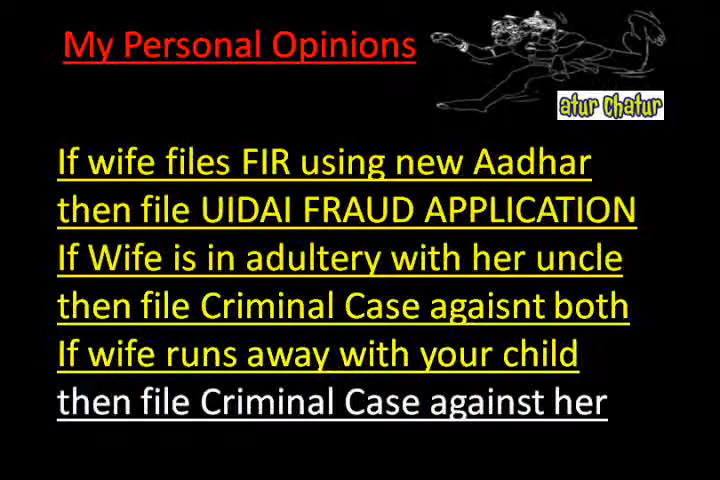 My Personal Opinions
atur Chatur
If wife files FIR using new Aadhar
then file UIDAI FRAUD APPLICATION
If Wife is in adultery with her uncle
then file Criminal Case agaisnt both
If wife runs away with your child
then file Criminal Case against her